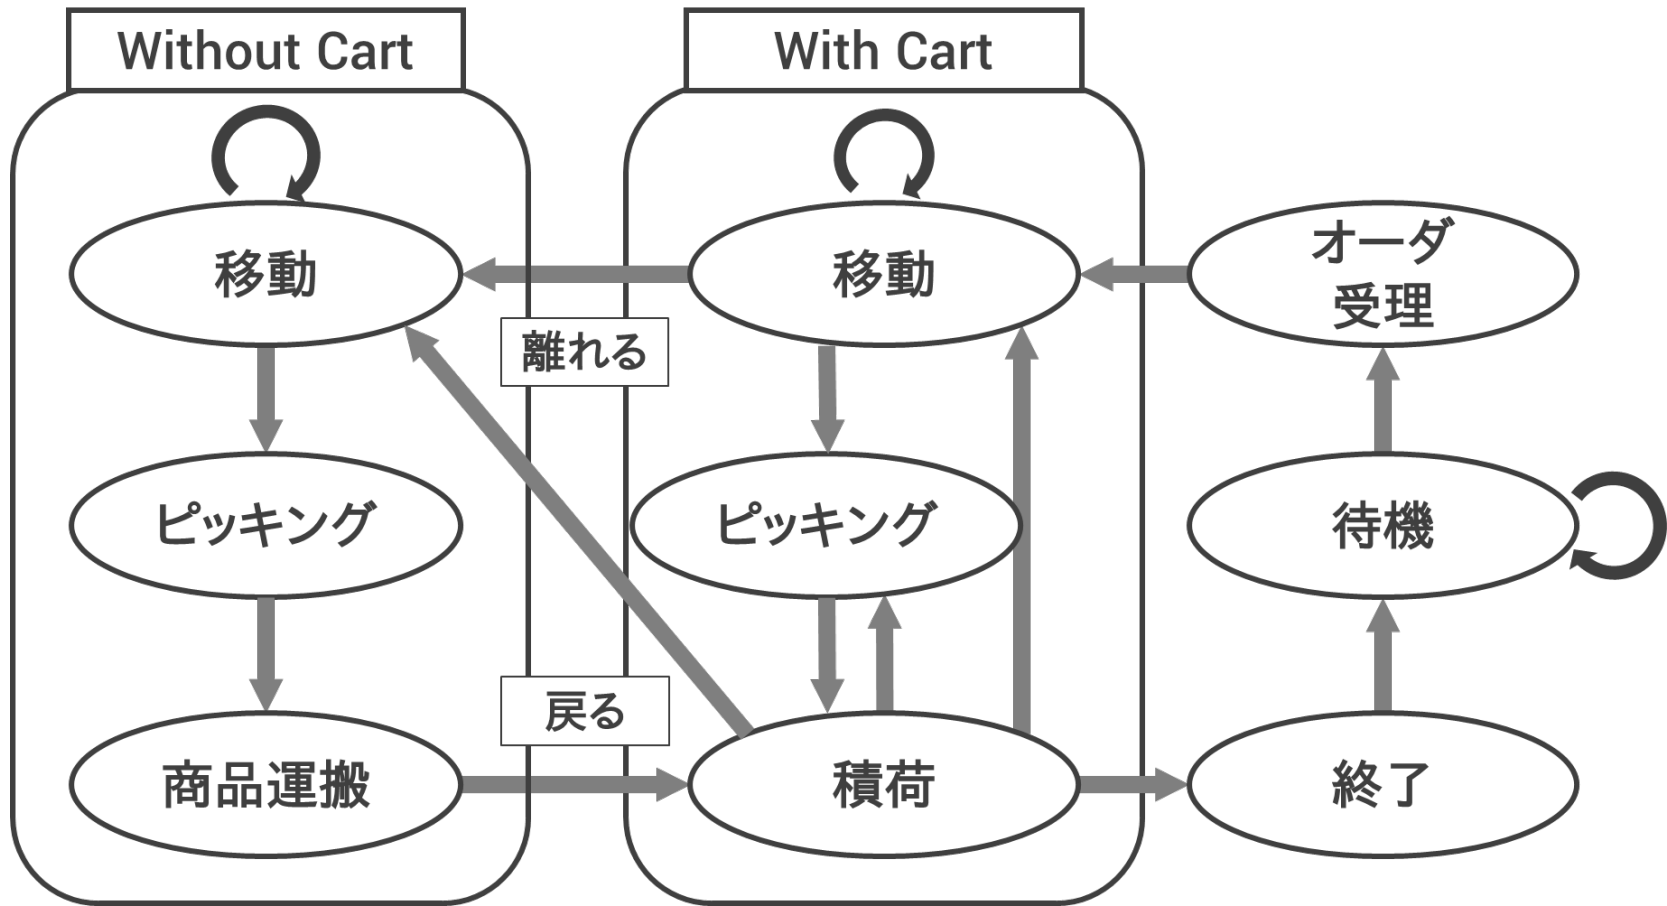 Without Cart
With Cart
移動
移動
オーダ
受理
離れる
ピッキング
ピッキング
待機
戻る
商品運搬
積荷
終了